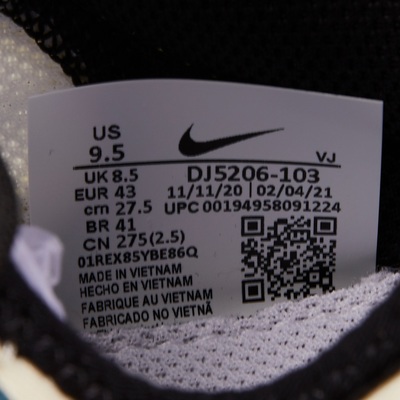 US
9.5
VJ
UK 8.5
DJ5206-103
EUR 43
11/11/20 | 02/04/21
cm 27.5
UPC 00194958091224
BR 41
CN 275(2.5)
01REX85YBE86Q
MADE IN VIETNAM
HECHO EN VIETNAM
FABRIQUE AU VIETNAM
FABRICADO NO VIETNÃ